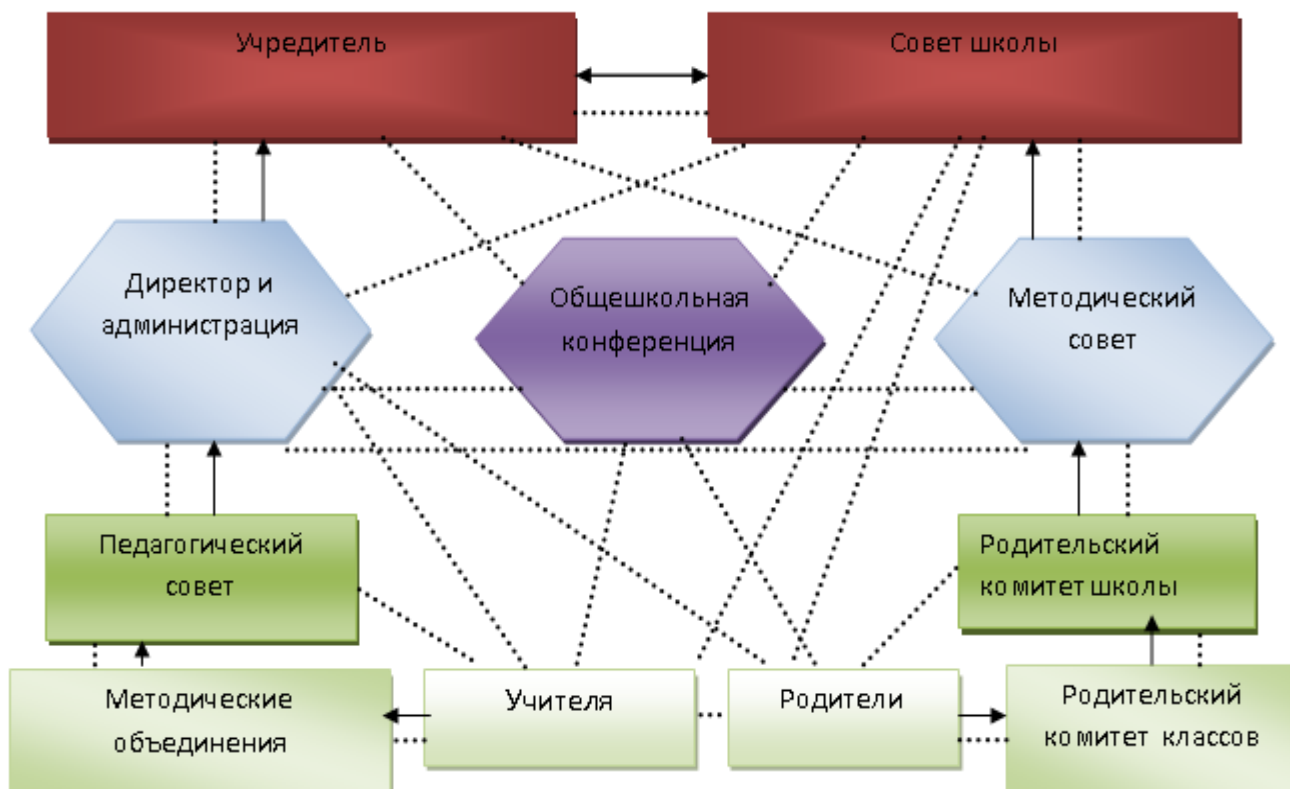 Учредитель
Совет школы
Директор и
администрация
Общешкольная
конференция
Методический
совет
Педагогический
совет
Родительский
комитет школы
Методические
объединения
Учителя
Родители
Родительский
комитет классов